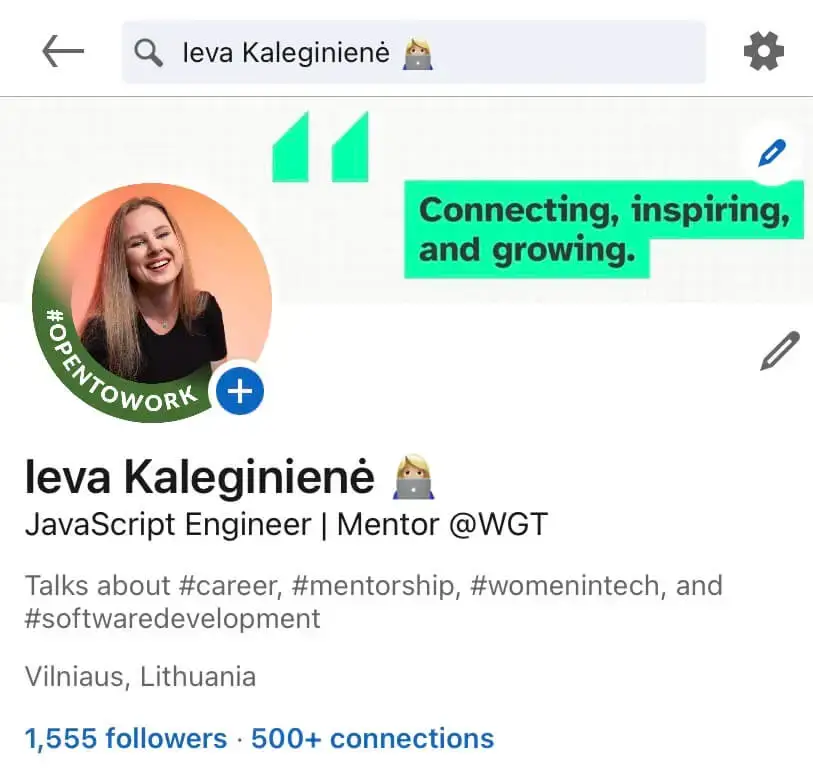 Ieva Kaleginienė 👩🏼‍💻
Connecting, inspiring,
and growing.
#OPENTOWORK
Ieva Kaleginienė 👩🏼‍💻
JavaScript Engineer | Mentor @WGT
Talks about #career, #mentorship, #womenintech, and
#softwaredevelopment
Vilniaus, Lithuania
1,555 followers · 500+ connections